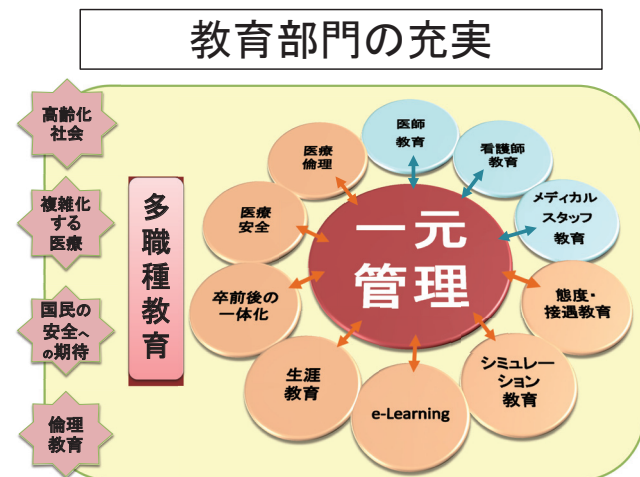 教育部門の充実
高齢化
社会
複雑化
する
医療
国民の
安全へ
の期待
倫理
教育
多職種教育
一元
管理
医師
教育
看護師
教育
メディカル
スタッフ
教育
態度・
接遇教育
シミュレー
ション
教育
e-Learning
生涯
教育
卒前後の
一体化
医療
安全
医療
倫理